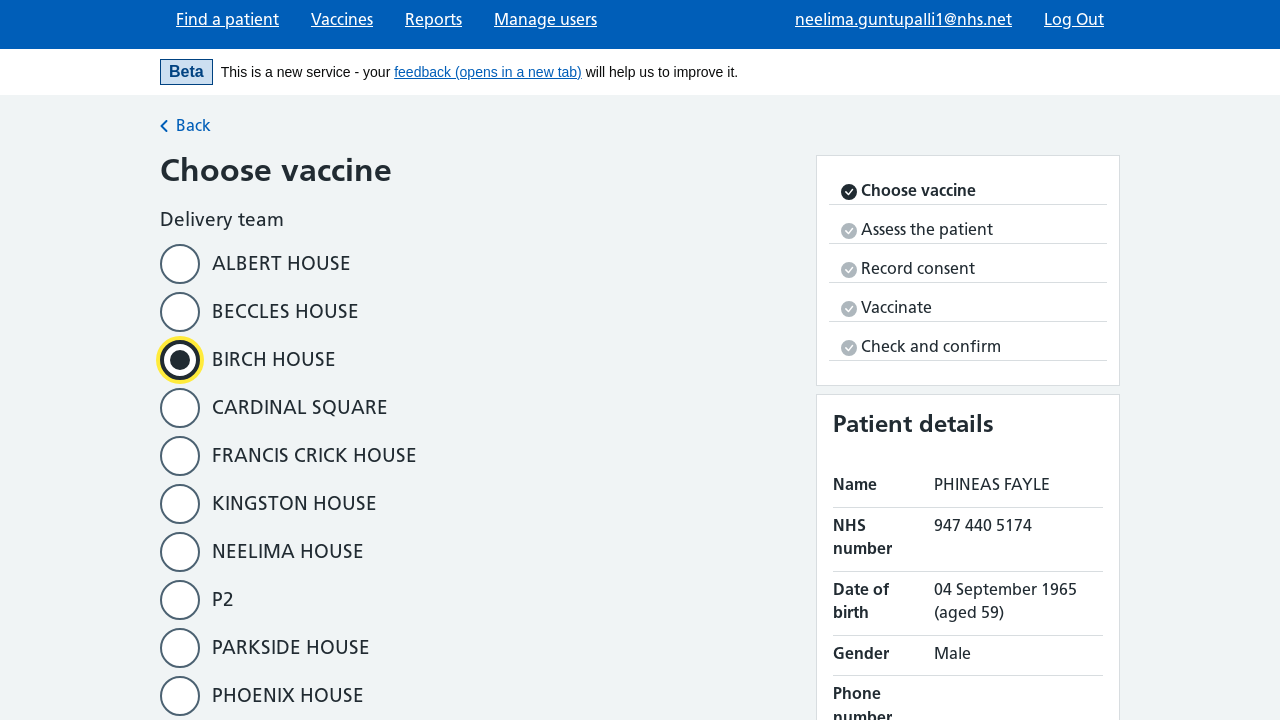 Find a patient Vaccines Reports Manage users neelima.guntupalli1@nhs.net Log Out
Beta This is a new service - your feedback (opens in a new tab) will help us to improve it.
Back
Choose vaccine
Delivery team
ALBERT HOUSE
BECCLES HOUSE
BIRCH HOUSE
CARDINAL SQUARE
FRANCIS CRICK HOUSE
KINGSTON HOUSE
NEELIMA HOUSE
P2
PARKSIDE HOUSE
PHOENIX HOUSE
Choose vaccine
Assess the patient
Record consent
Vaccinate
Check and confirm
Patient details
Name PHINEAS FAYLE
NHS number 947 440 5174
Date of birth 04 September 1965 (aged 59)
Gender Male
Phone
number